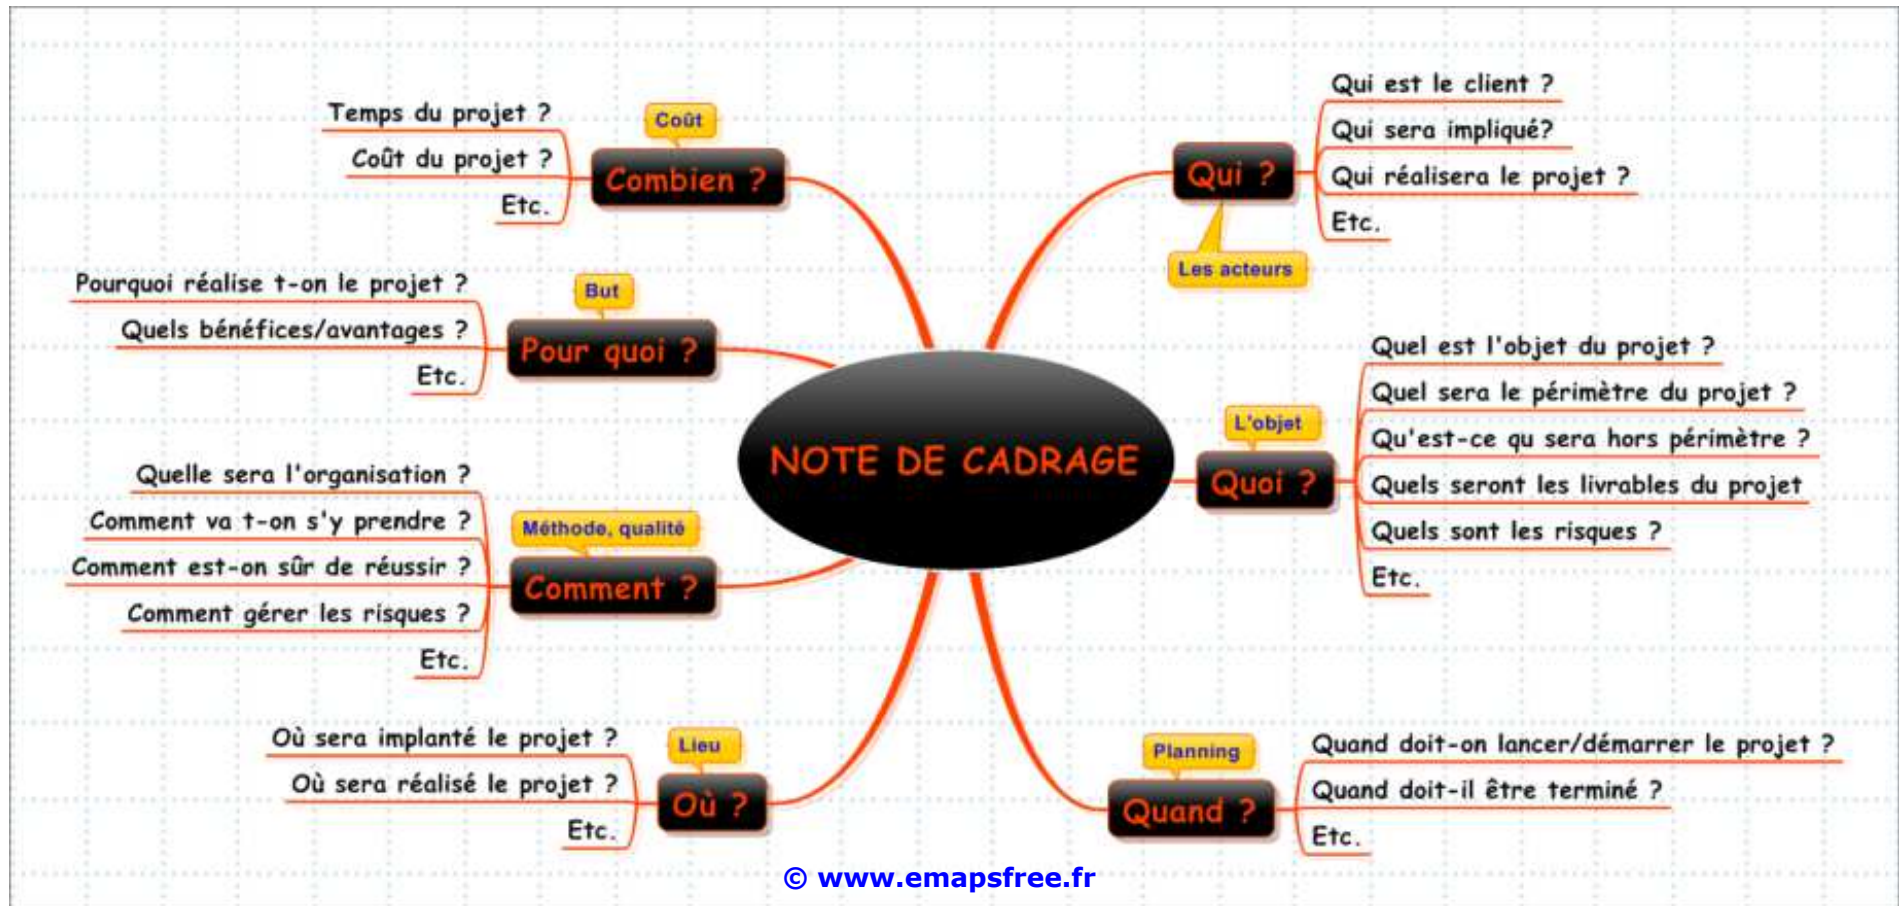 NOTE DE CADRAGE
Les acteurs
Qui ?
Qui est le client ?
Qui sera impliqué?
Qui réalisera le projet ?
Etc.
L'objet
Quoi ?
Quel est l'objet du projet ?
Quel sera le périmètre du projet ?
Qu'est-ce qu sera hors périmètre ?
Quels seront les livrables du projet
Quels sont les risques ?
Etc.
Planning
Quand ?
Quand doit-on lancer/démarrer le projet ?
Quand doit-il être terminé ?
Etc.
Lieu
Où ?
Où sera implanté le projet ?
Où sera réalisé le projet ?
Etc.
Méthode, qualité
Comment ?
Quelle sera l'organisation ?
Comment va t-on s'y prendre ?
Comment est-on sûr de réussir ?
Comment gérer les risques ?
Etc.
But
Pour quoi ?
Pourquoi réalise t-on le projet ?
Quels bénéfices/avantages ?
Etc.
Coût
Combien ?
Temps du projet ?
Coût du projet ?
Etc.
© www.emapsfree.fr